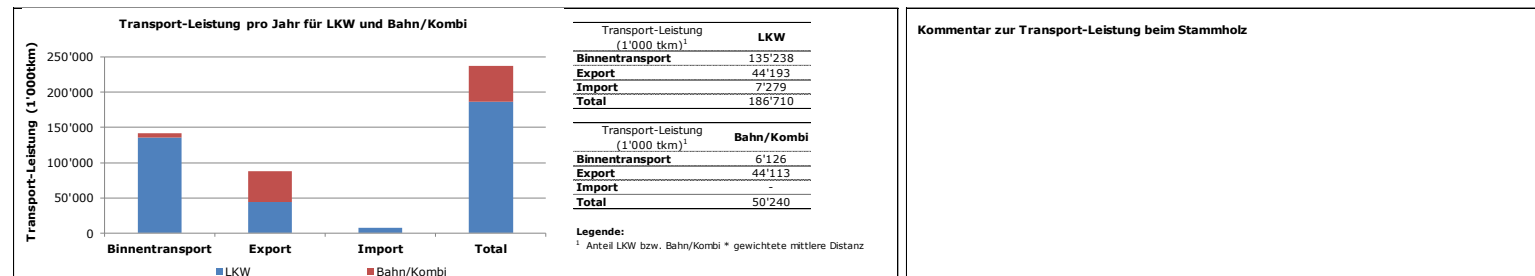 Transport-Leistung pro Jahr für LKW und Bahn/Kombi
Transport-Leistung (1'000tkm)
250'000
200'000
150'000
100'000
50'000
0
Binnentransport Export Import Total
LKW Bahn/Kombi
Transport-Leistung (1'000 tkm)¹ LKW
Binnentransport 135'238
Export 44'193
Import 7'279
Total 186'710
Transport-Leistung (1'000 tkm)¹ Bahn/Kombi
Binnentransport 6'126
Export 44'113
Import -
Total 50'240
Legende:
¹ Anteil LKW bzw. Bahn/Kombi * gewichtete mittlere Distanz
Kommentar zur Transport-Leistung beim Stammholz